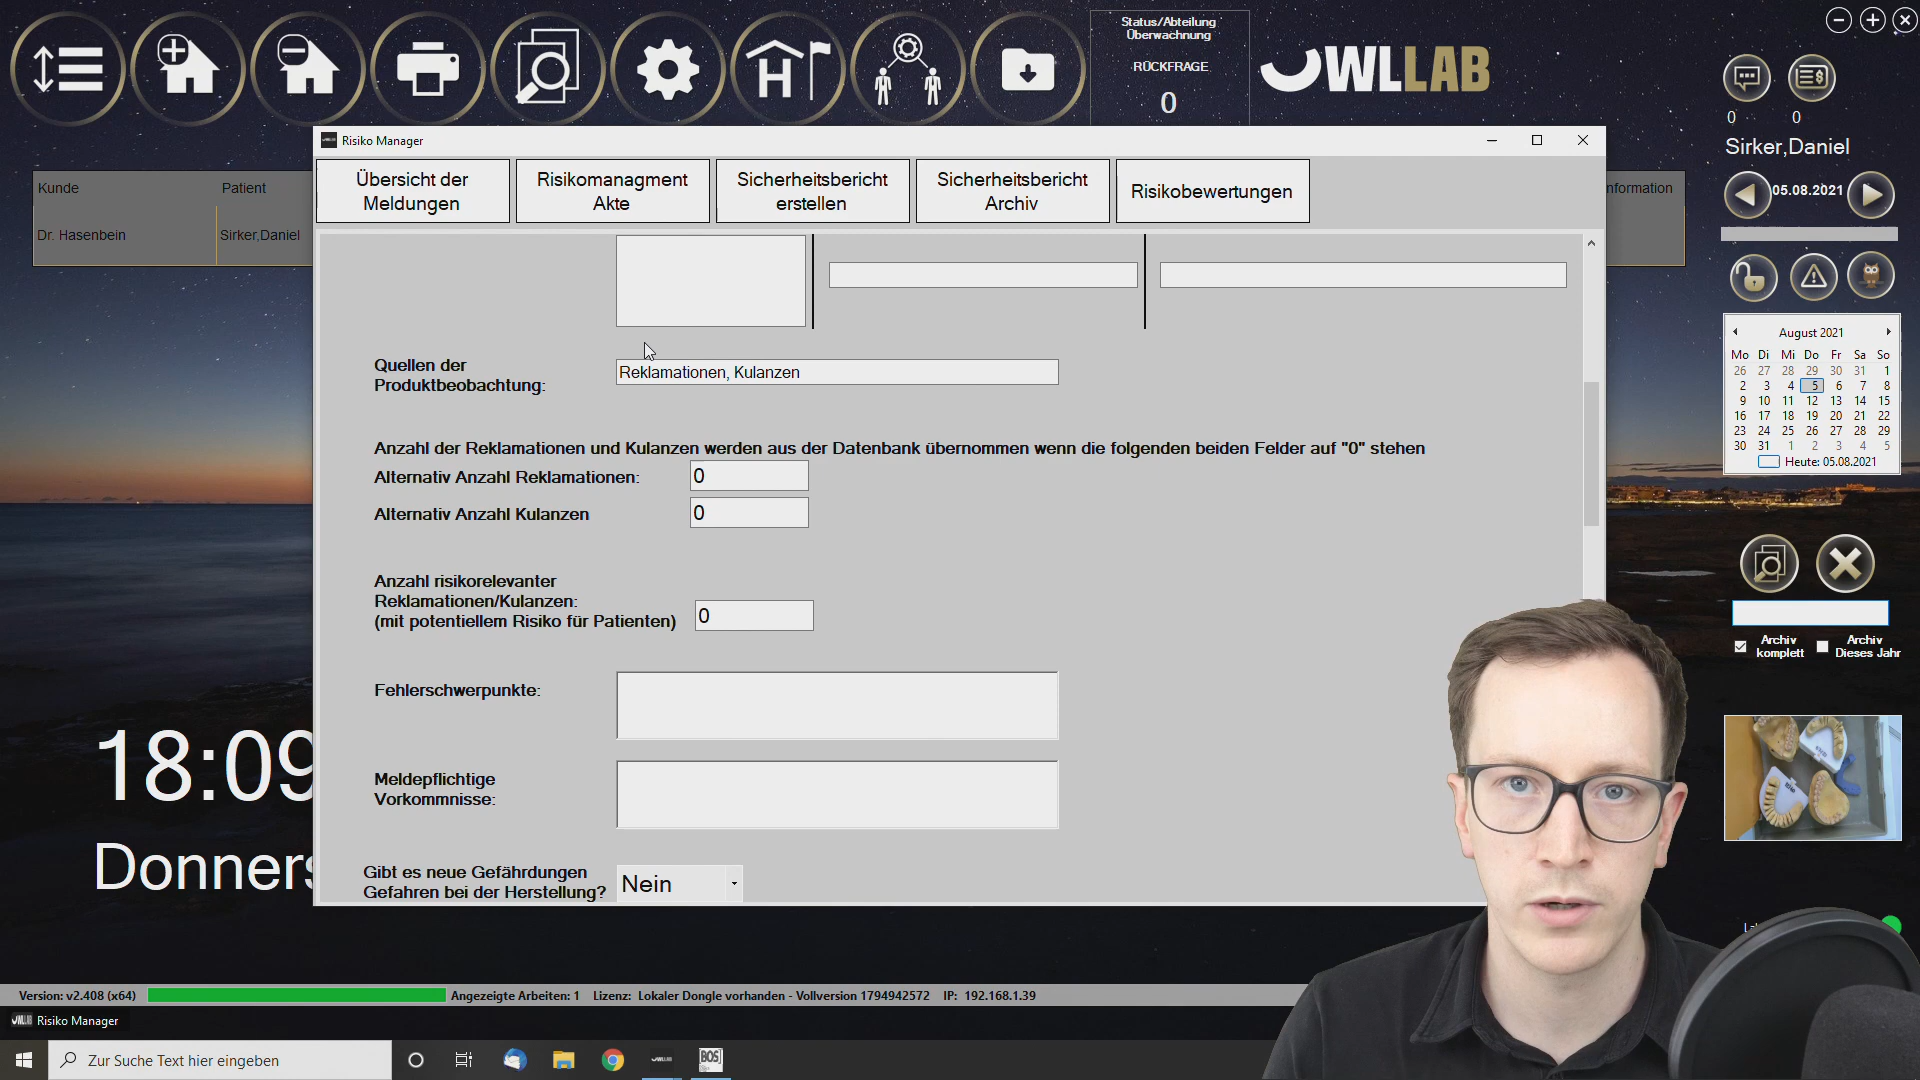 Status/Abteilung
Überwachnung
RÜCKFRAGE
0
OWLLAB
0 0
Sirker,Daniel
05.08.2021
Risiko Manager
Übersicht der
Meldungen
Risikomanagment
Akte
Sicherheitsbericht
erstellen
Sicherheitsbericht
Archiv
Risikobewertungen
Kunde Patient
Dr. Hasenbein Sirker,Daniel
nformation
Quellen der
Produktbeobachtung:
Reklamationen, Kulanzen
Anzahl der Reklamationen und Kulanzen werden aus der Datenbank übernommen wenn die folgenden beiden Felder auf "0" stehen
Alternativ Anzahl Reklamationen: 0
Alternativ Anzahl Kulanzen 0
Anzahl risikorelevanter
Reklamationen/Kulanzen:
(mit potentiellem Risiko für Patienten) 0
Fehlerschwerpunkte:
Meldepflichtige
Vorkommnisse:
Gibt es neue Gefährdungen
Gefahren bei der Herstellung?
Nein
August 2021
Mo Di Mi Do Fr Sa So
26 27 28 29 30 31 1
2 3 4 5 6 7 8
9 10 11 12 13 14 15
16 17 18 19 20 21 22
23 24 25 26 27 28 29
30 31 1 2 3 4 5
Heute: 05.08.2021
Archiv
komplett
Archiv
Dieses Jahr
18:09
Donners
Version: v2.408 (x64) Angezeigte Arbeiten: 1 Lizenz: Lokaler Dongle vorhanden - Vollversion 1794942572 IP: 192.168.1.39
OWLLAB Risiko Manager
Zur Suche Text hier eingeben
BOS